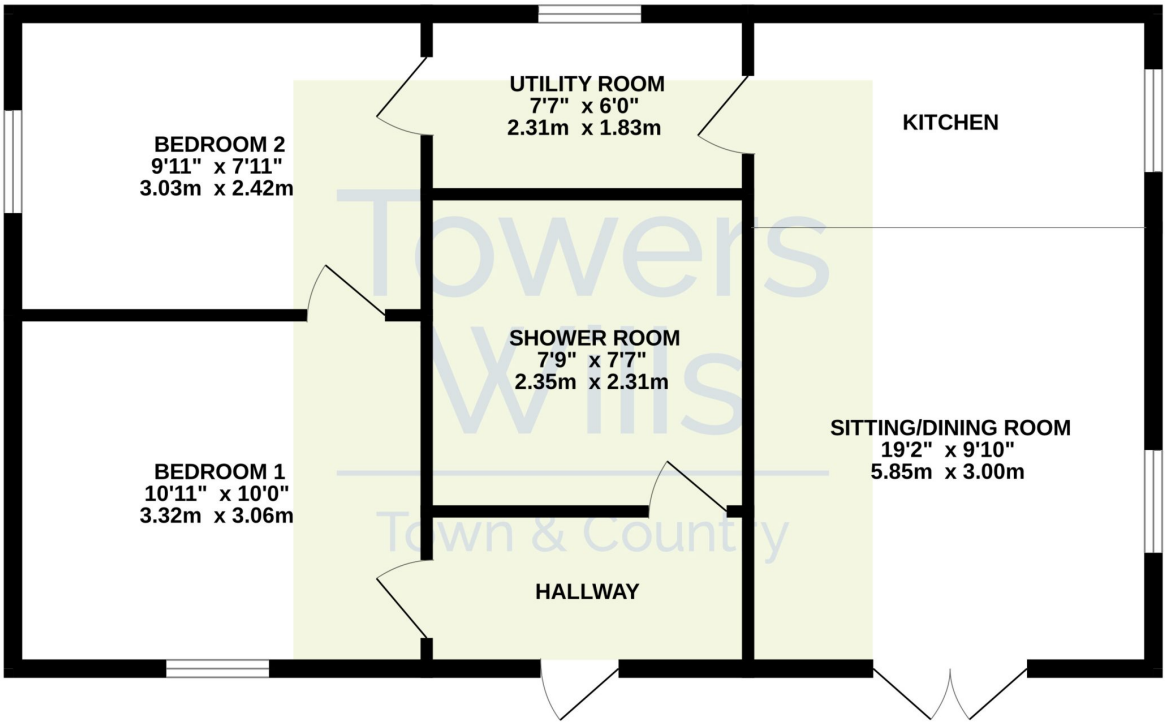 UTILITY ROOM
7'7" x 6'0"
2.31m x 1.83m
KITCHEN
BEDROOM 2
9'11" x 7'11"
3.03m x 2.42m
Towers
Wills
SHOWER ROOM
7'9" x 7'7"
2.35m x 2.31m
SITTING/DINING ROOM
19'2" x 9'10"
5.85m x 3.00m
BEDROOM 1
10'11" x 10'0"
3.32m x 3.06m
Town & Country
HALLWAY